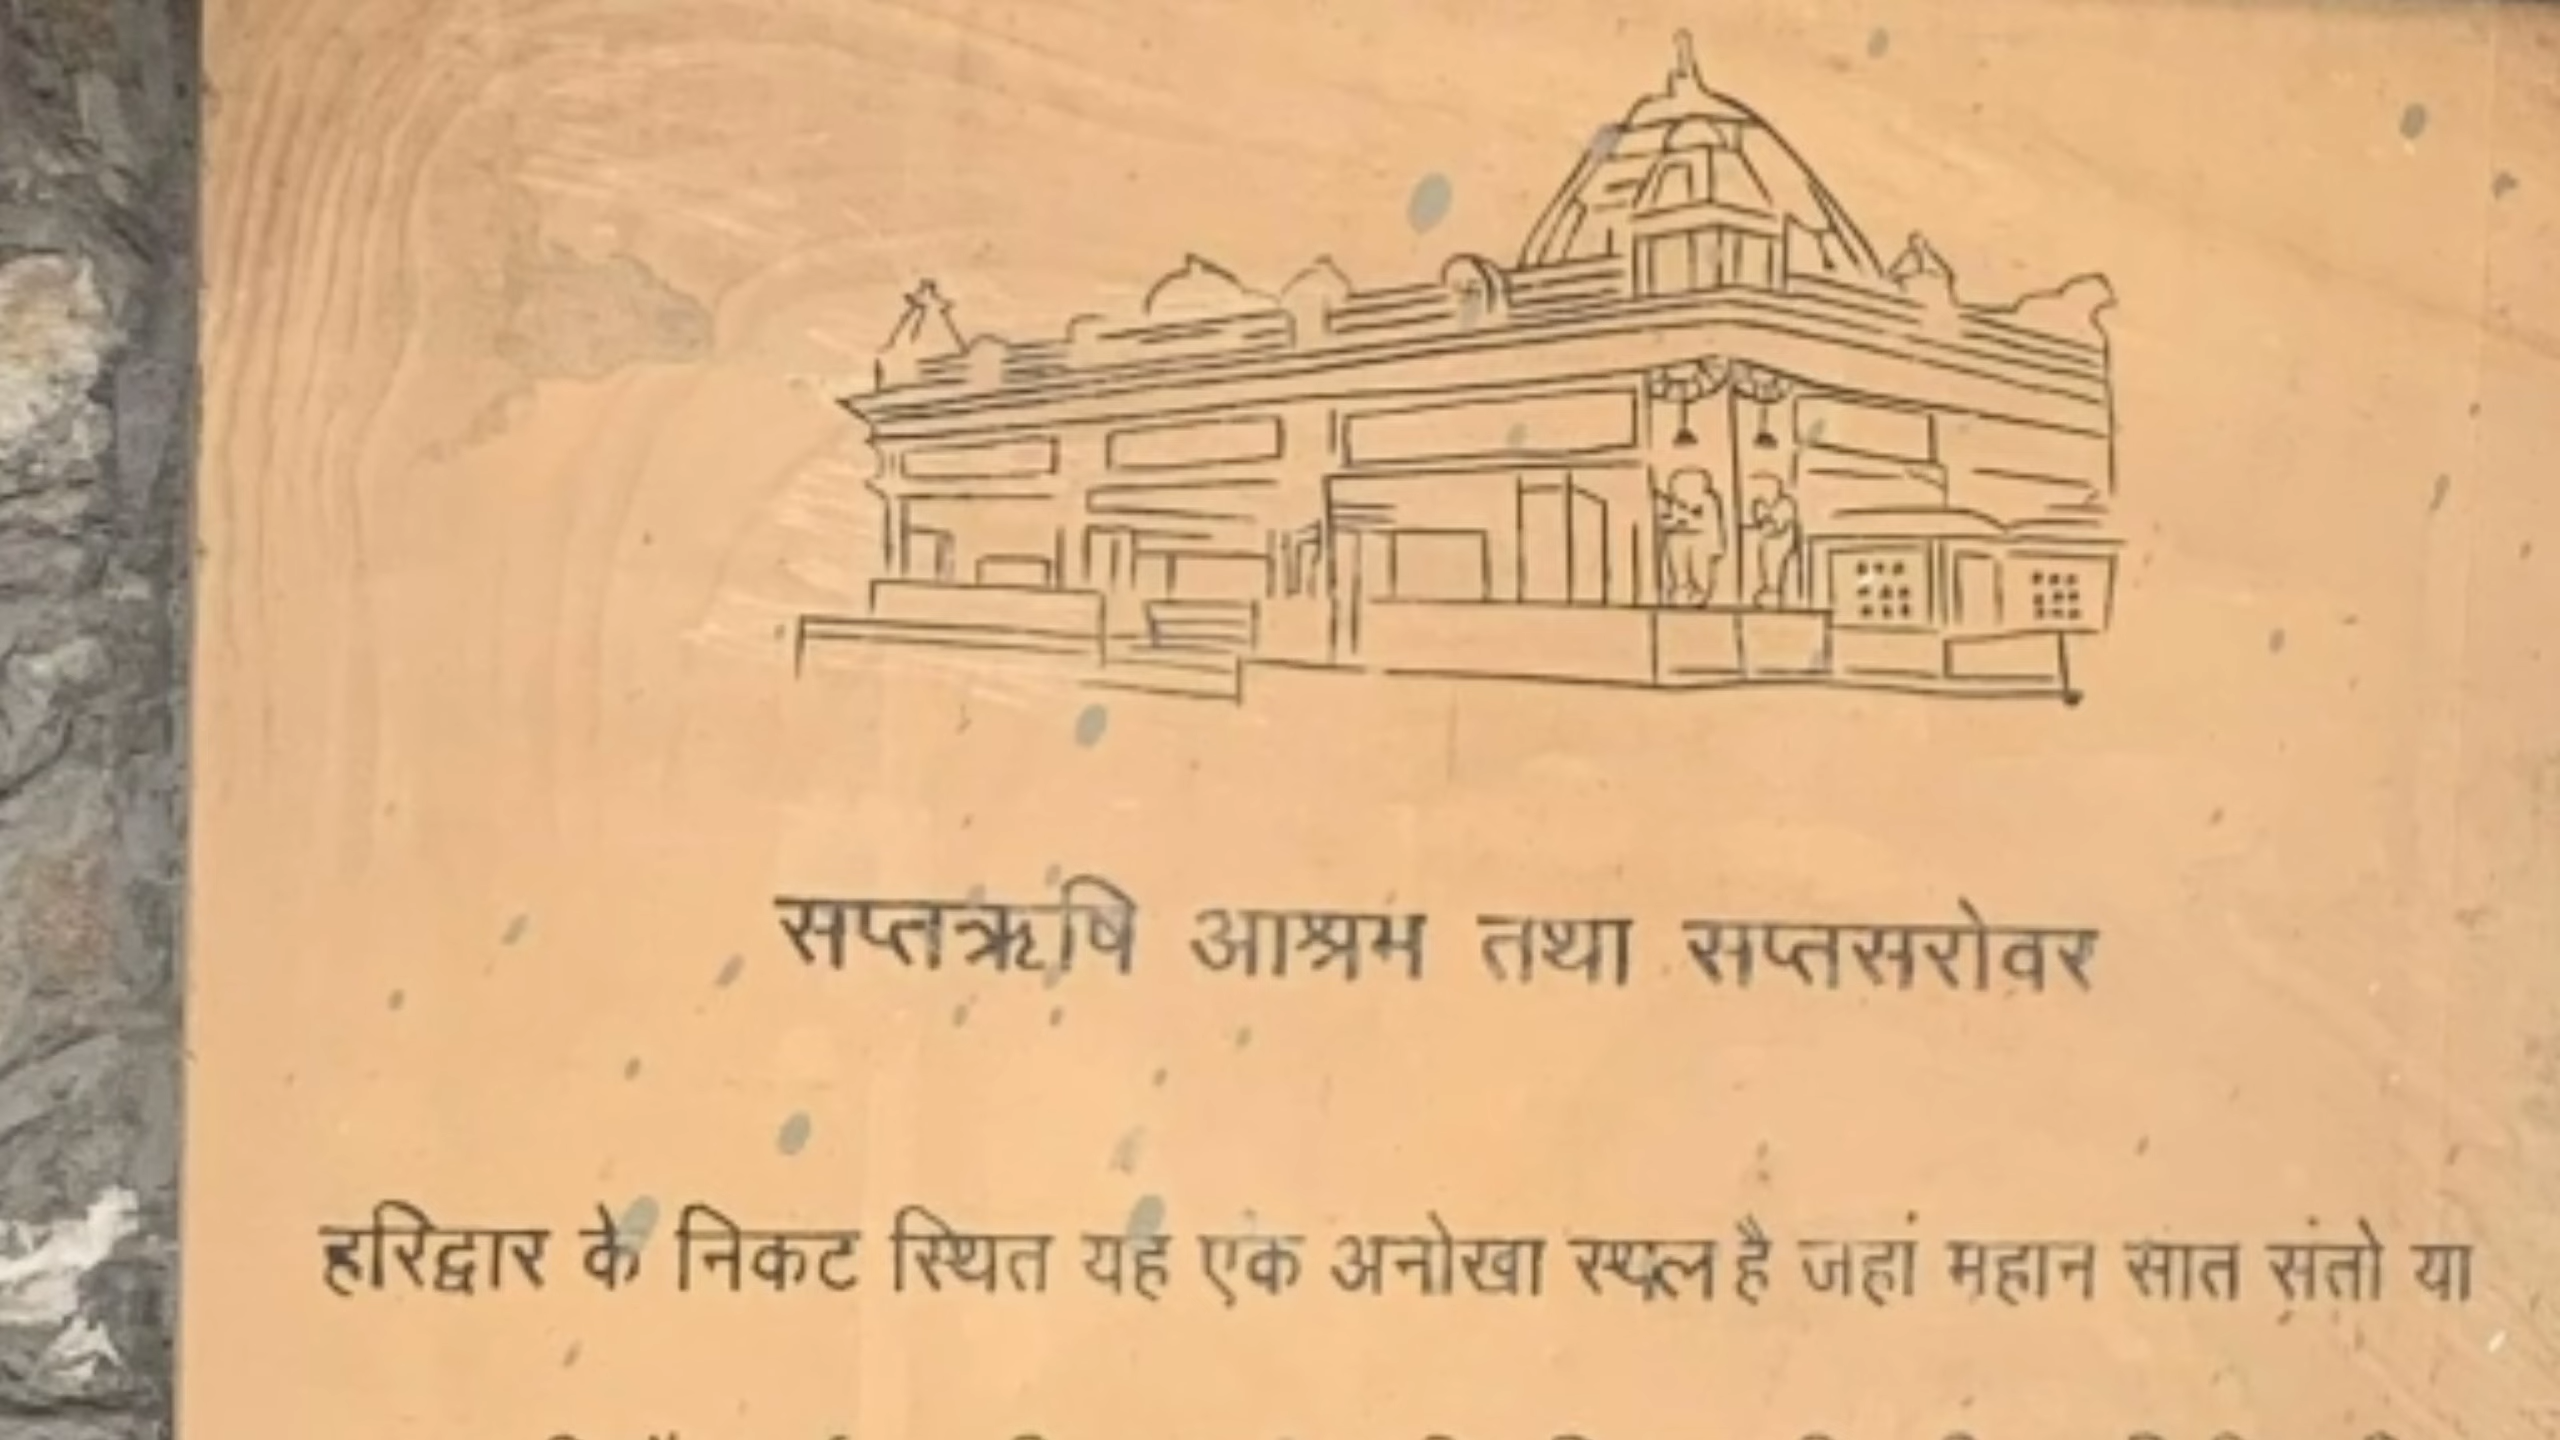 सप्तऋषि आश्रम तथा सप्तसरोवर
हरिद्वार के निकट स्थित यह एक अनोखा स्थल है जहां महान सात संतो या